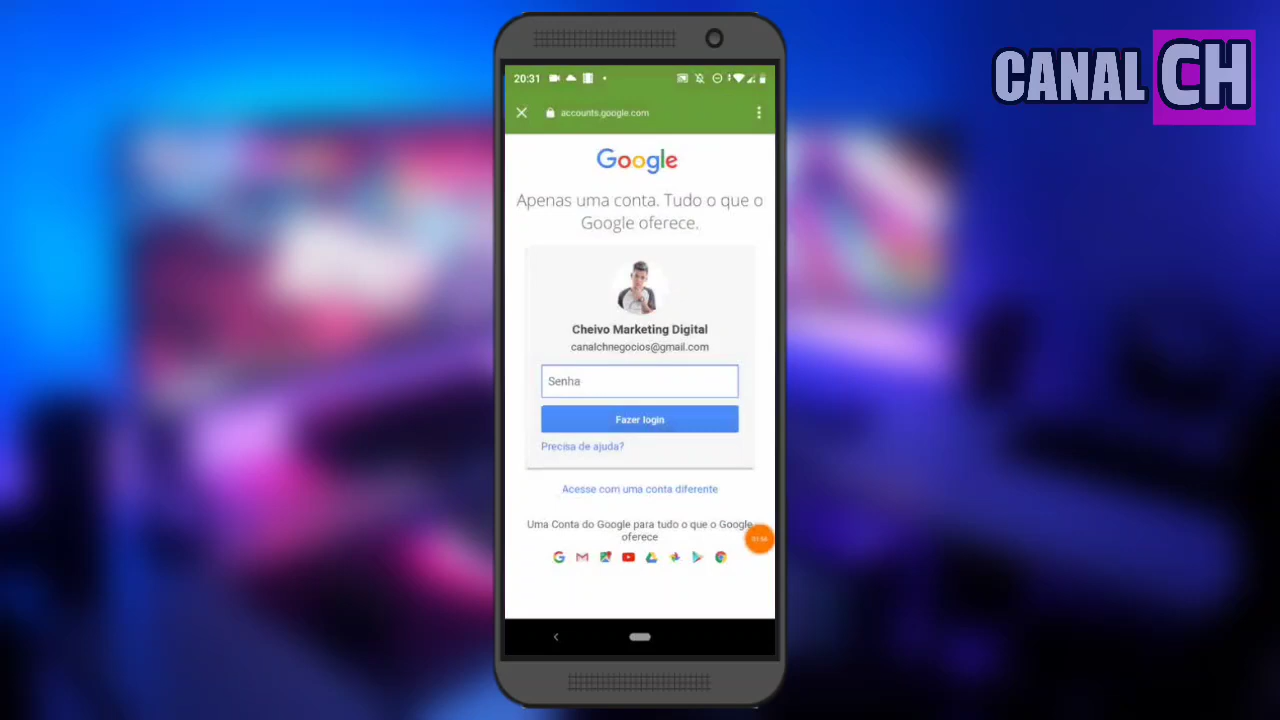 CANAL CH
20:31
accounts.google.com
Google
Apenas uma conta. Tudo o que o
Google oferece.
Cheivo Marketing Digital
canalchnegocios@gmail.com
Senha
Fazer login
Precisa de ajuda?
Acesse com uma conta diferente
Uma Conta do Google para tudo o que o Google
oferece